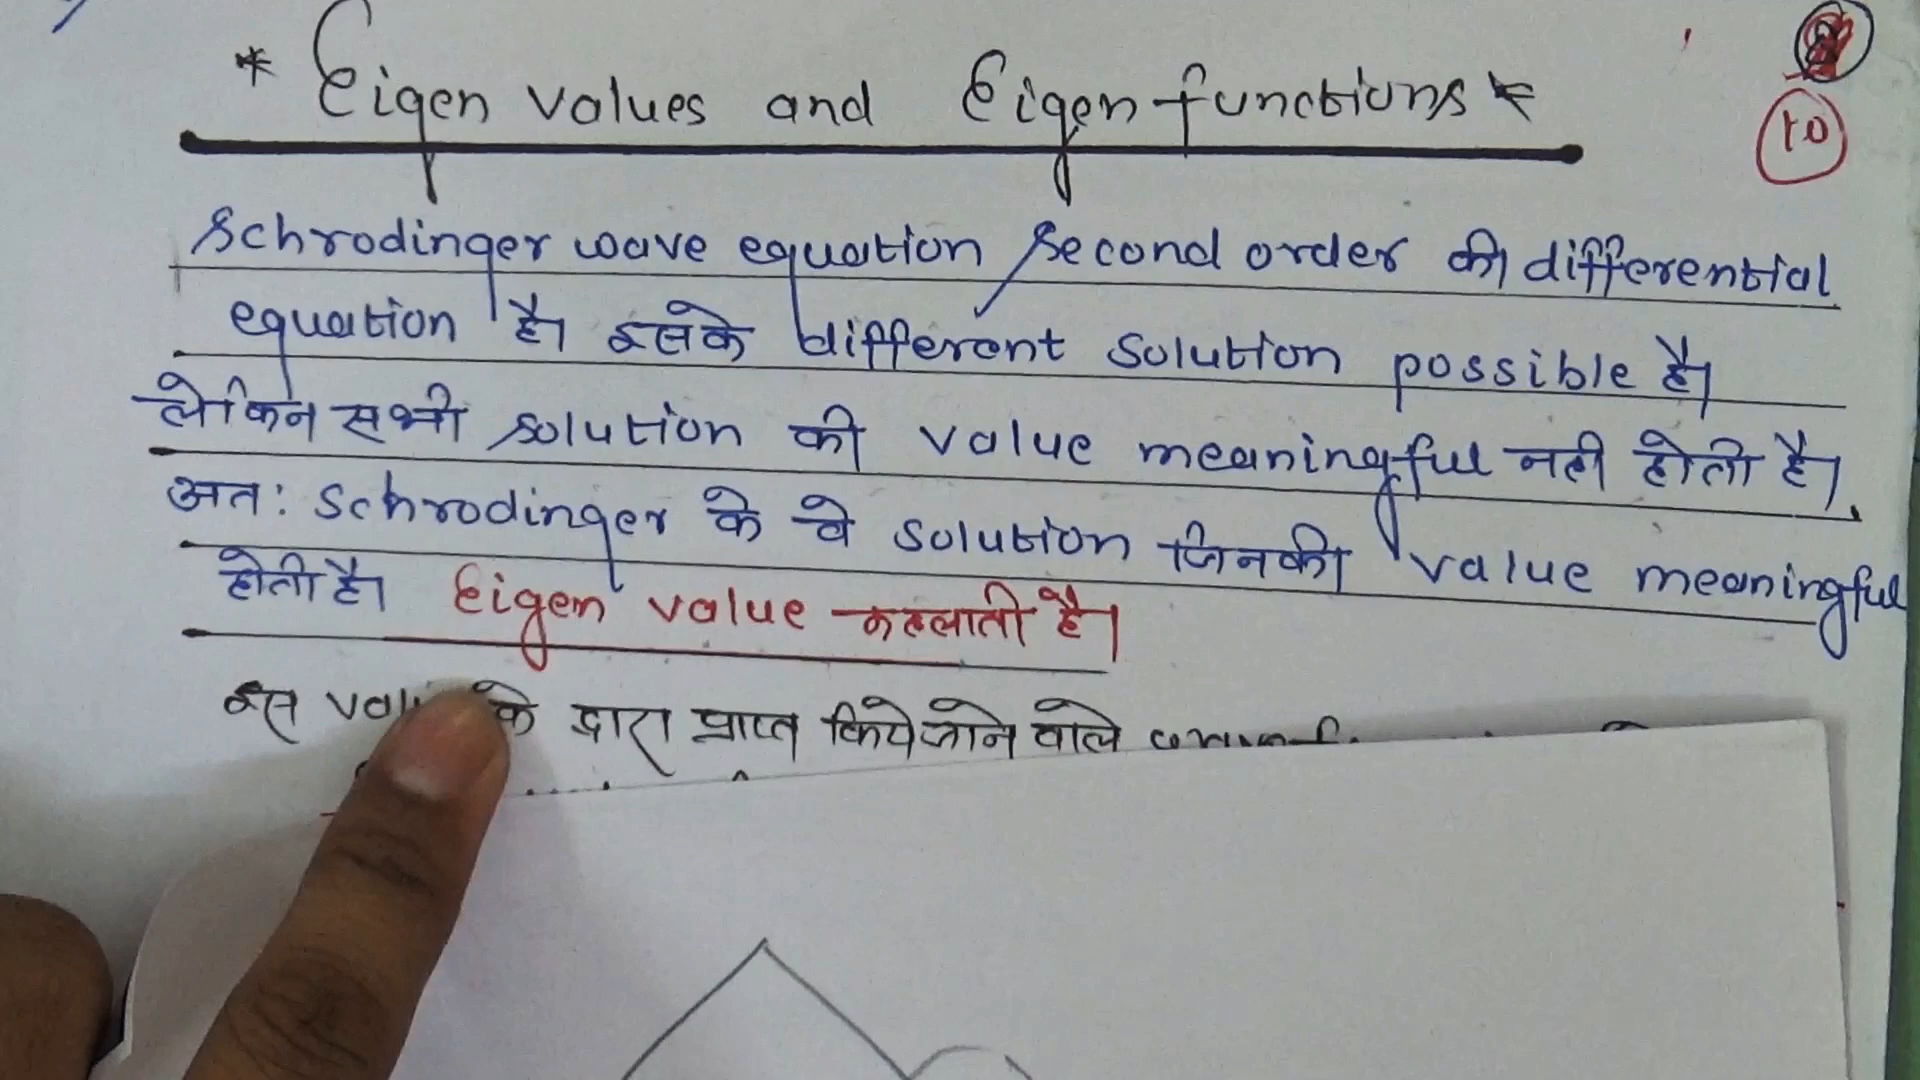 * Eigen values and Eigen functions *
10
Schrodinger wave equation second order की differential
equation है। इसके different solution possible है।
लेकिन सभी solution की value meaningful नही होती है।
अत: Schrodinger के वे solution जिनकी value meaningful
होती है। Eigen value कहलाती है।
इस के द्वारा प्राप्त किये जाने वाले